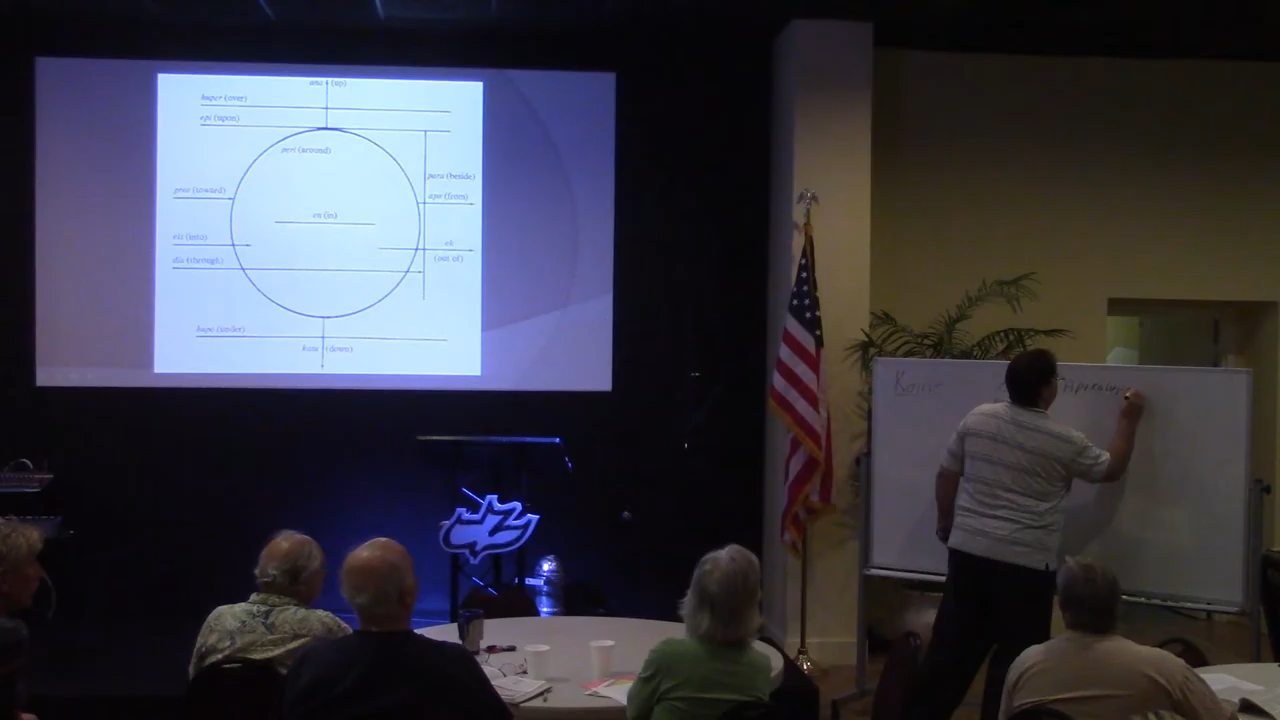 ana (up)
huper (over)
epi (upon)
peri (around)
para (beside)
pros (toward)
apo (from)
en (in)
eis (into)
ek
(out of)
dia (through)
hupo (under)
kata (down)